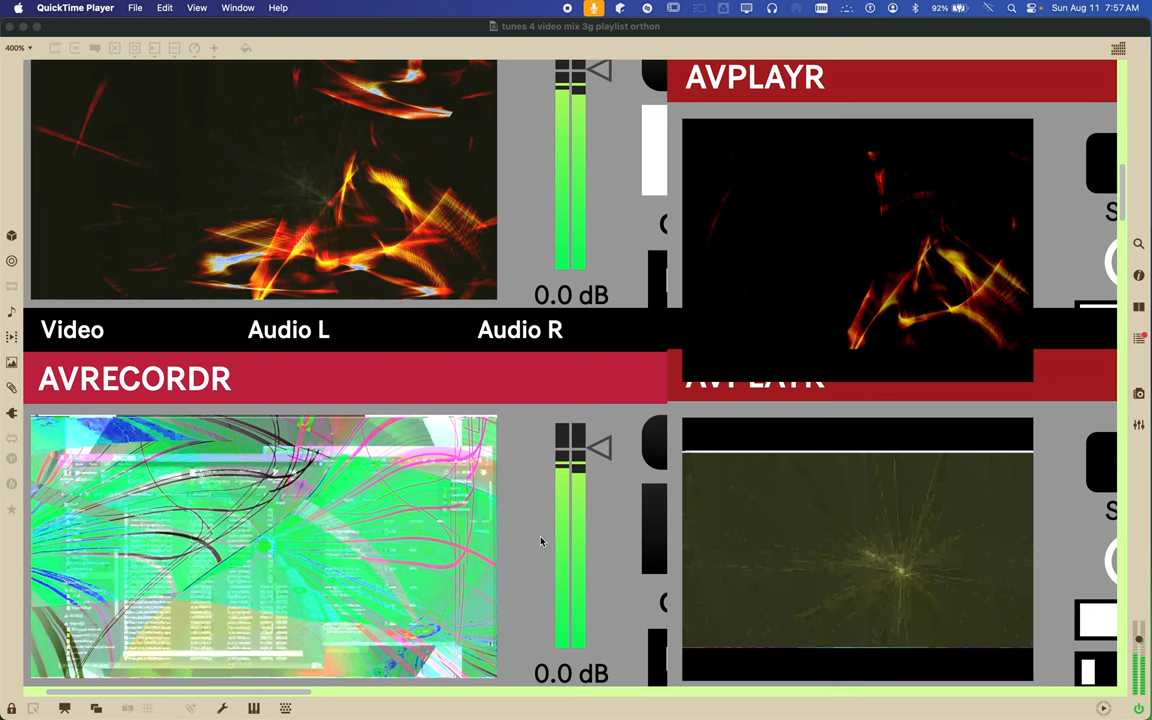 QuickTime Player File Edit View Window Help 92% Sun Aug 11 7:57 AM
tunes 4 video mix 3g playlist orthon
400%
AVPLAYR
0.0 dB
Video Audio L Audio R
AVRECORDR
AVPLAYR
0.0 dB